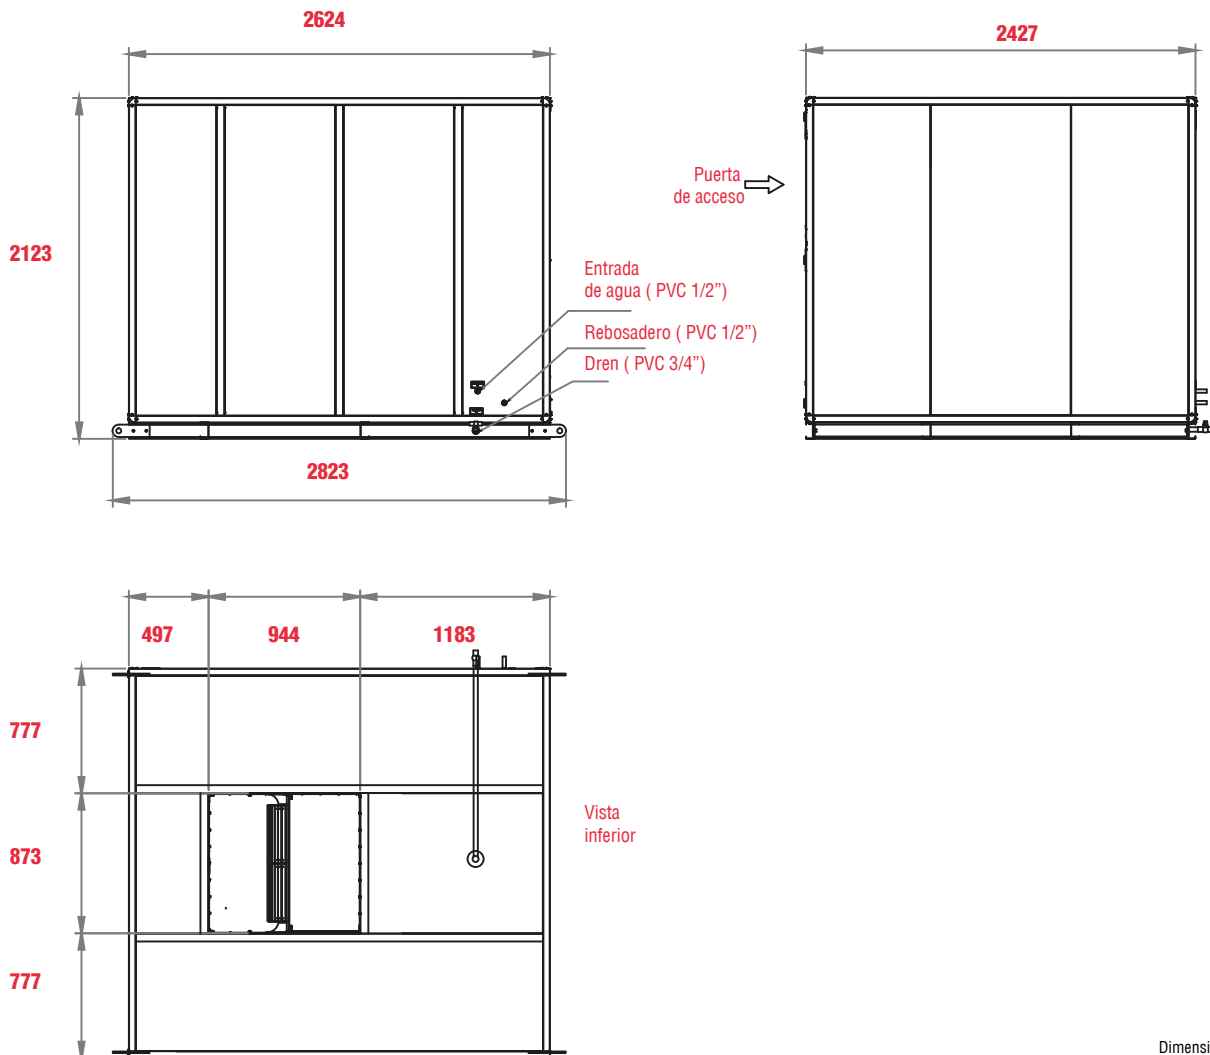 2624
2427
2123
Puerta
de acceso
Entrada
de agua ( PVC 1/2”)
Rebosadero ( PVC 1/2”)
Dren ( PVC 3/4”)
2823
497
944
1183
777
873
777
Vista
inferior
Dimensi